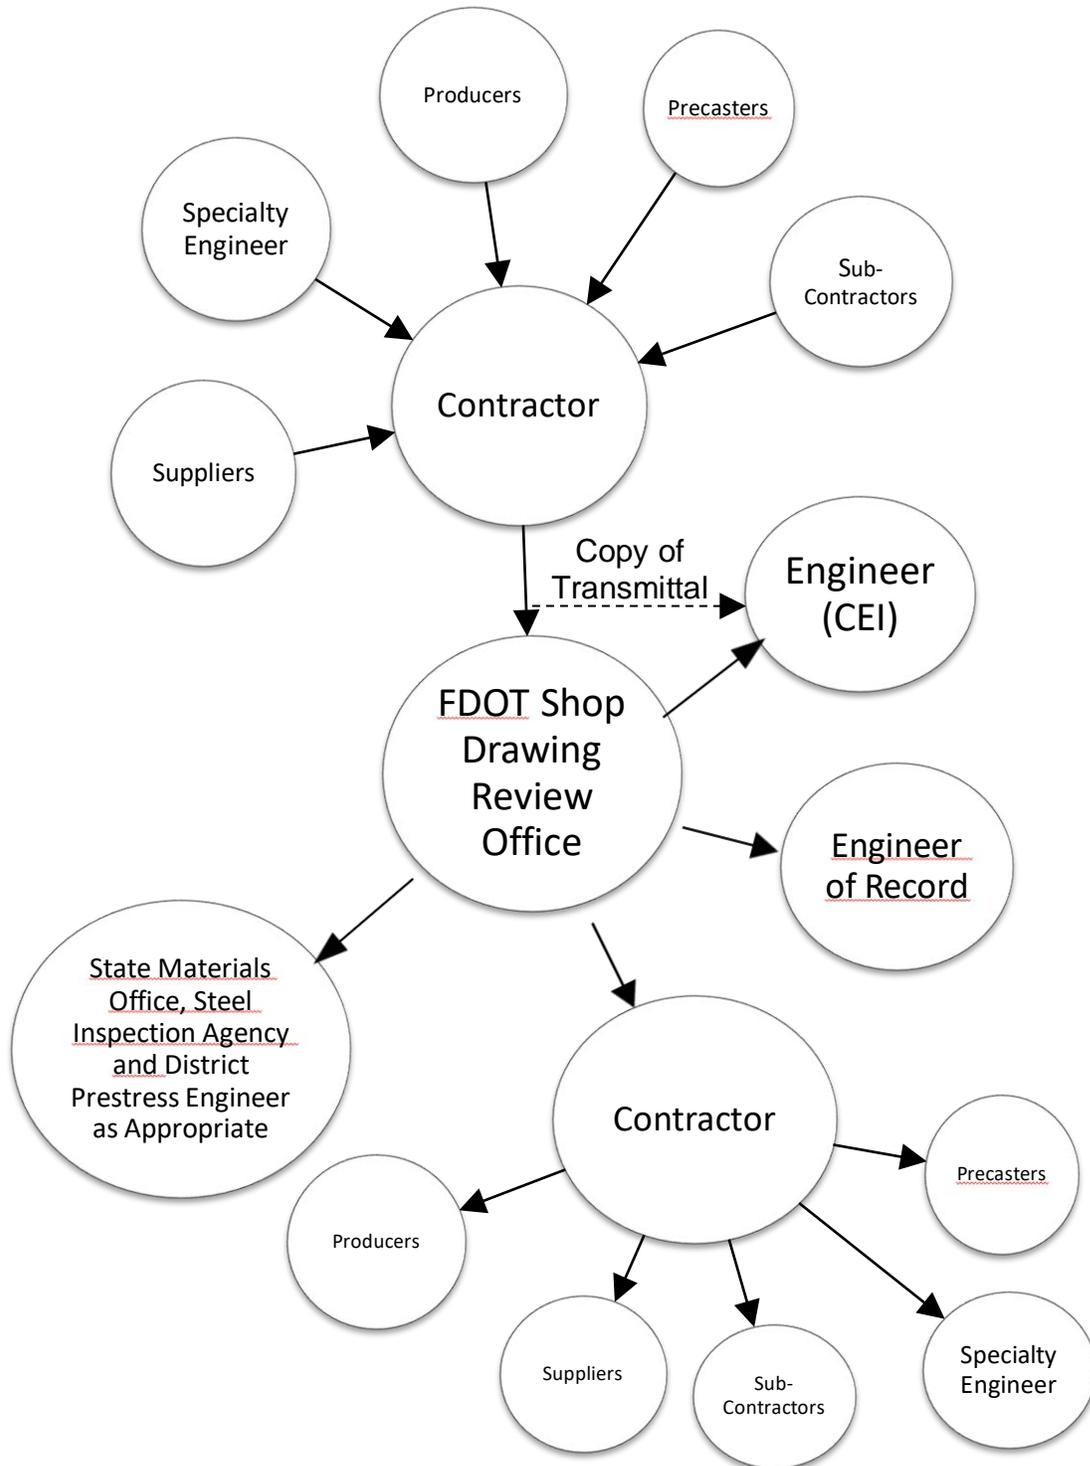 Producers
Precasters
Specialty
Engineer
Sub-
Contractors
Contractor
Suppliers
Copy of
Transmittal
Engineer
(CEI)
FDOT Shop
Drawing
Review
Office
Engineer
of Record
State Materials
Office, Steel
Inspection Agency
and District
Prestress Engineer
as Appropriate
Contractor
Precasters
Producers
Suppliers
Sub-
Contractors
Specialty
Engineer